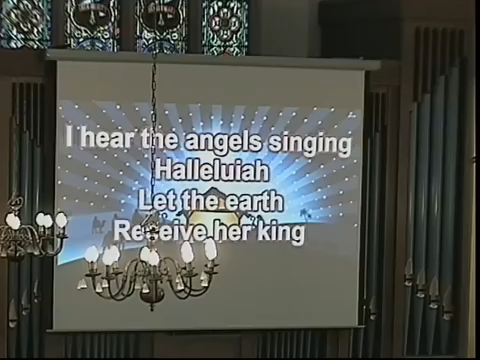 I hear the angels singing
Halleluiah
Let the earth
Receive her king